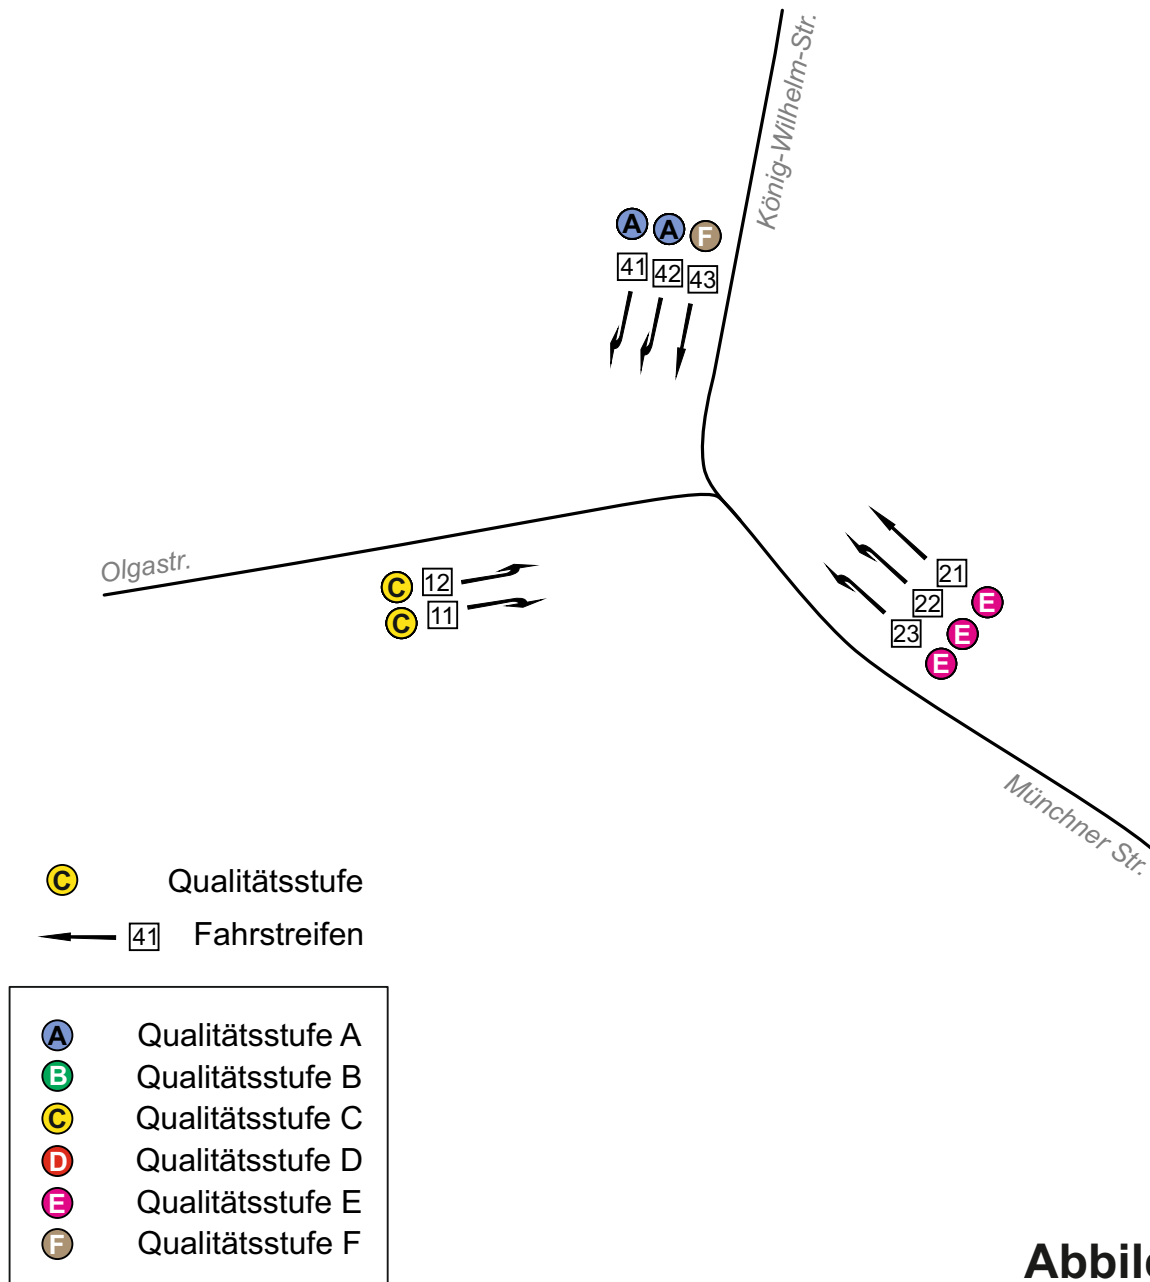 König-Wilhelm-Str.
A A F
41 42 43
Olgastr.
C 12
C 11
21
22 E
23 E
E
Münchner Str.
C Qualitätsstufe
41 Fahrstreifen
A Qualitätsstufe A
B Qualitätsstufe B
C Qualitätsstufe C
D Qualitätsstufe D
E Qualitätsstufe E
F Qualitätsstufe F